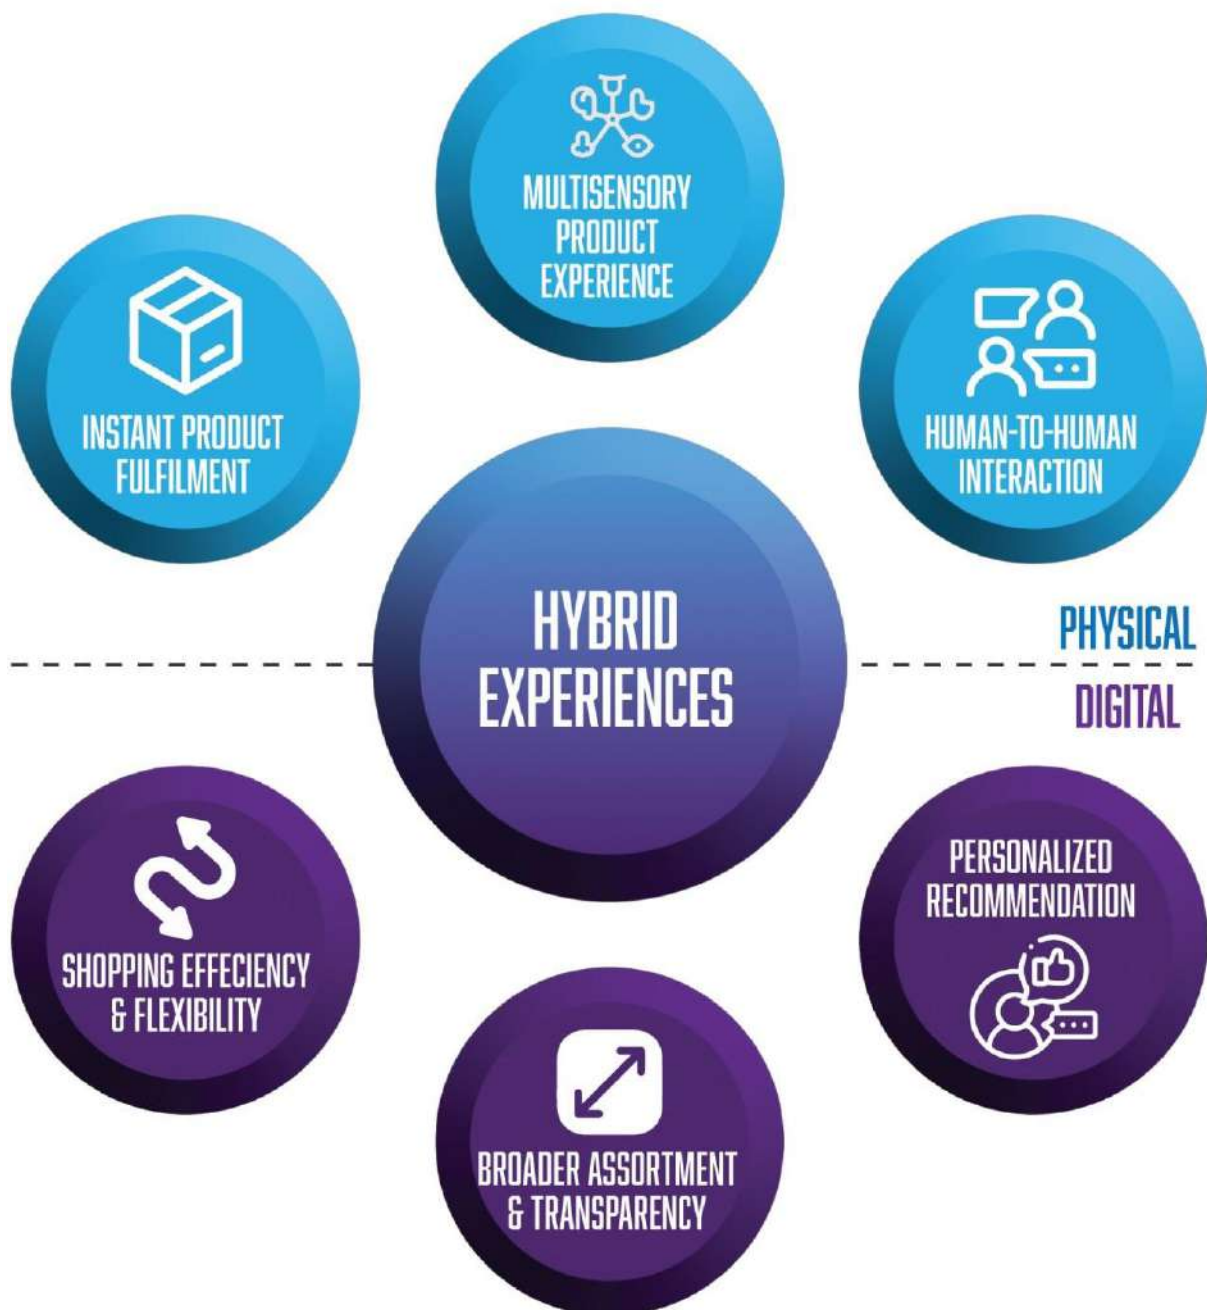 MULTISENSORY
PRODUCT
EXPERIENCE
INSTANT PRODUCT
FULFILMENT
HUMAN-TO-HUMAN
INTERACTION
HYBRID
EXPERIENCES
PHYSICAL
DIGITAL
SHOPPING EFFECIENCY
& FLEXIBILITY
PERSONALIZED
RECOMMENDATION
BROADER ASSORTMENT
& TRANSPARENCY